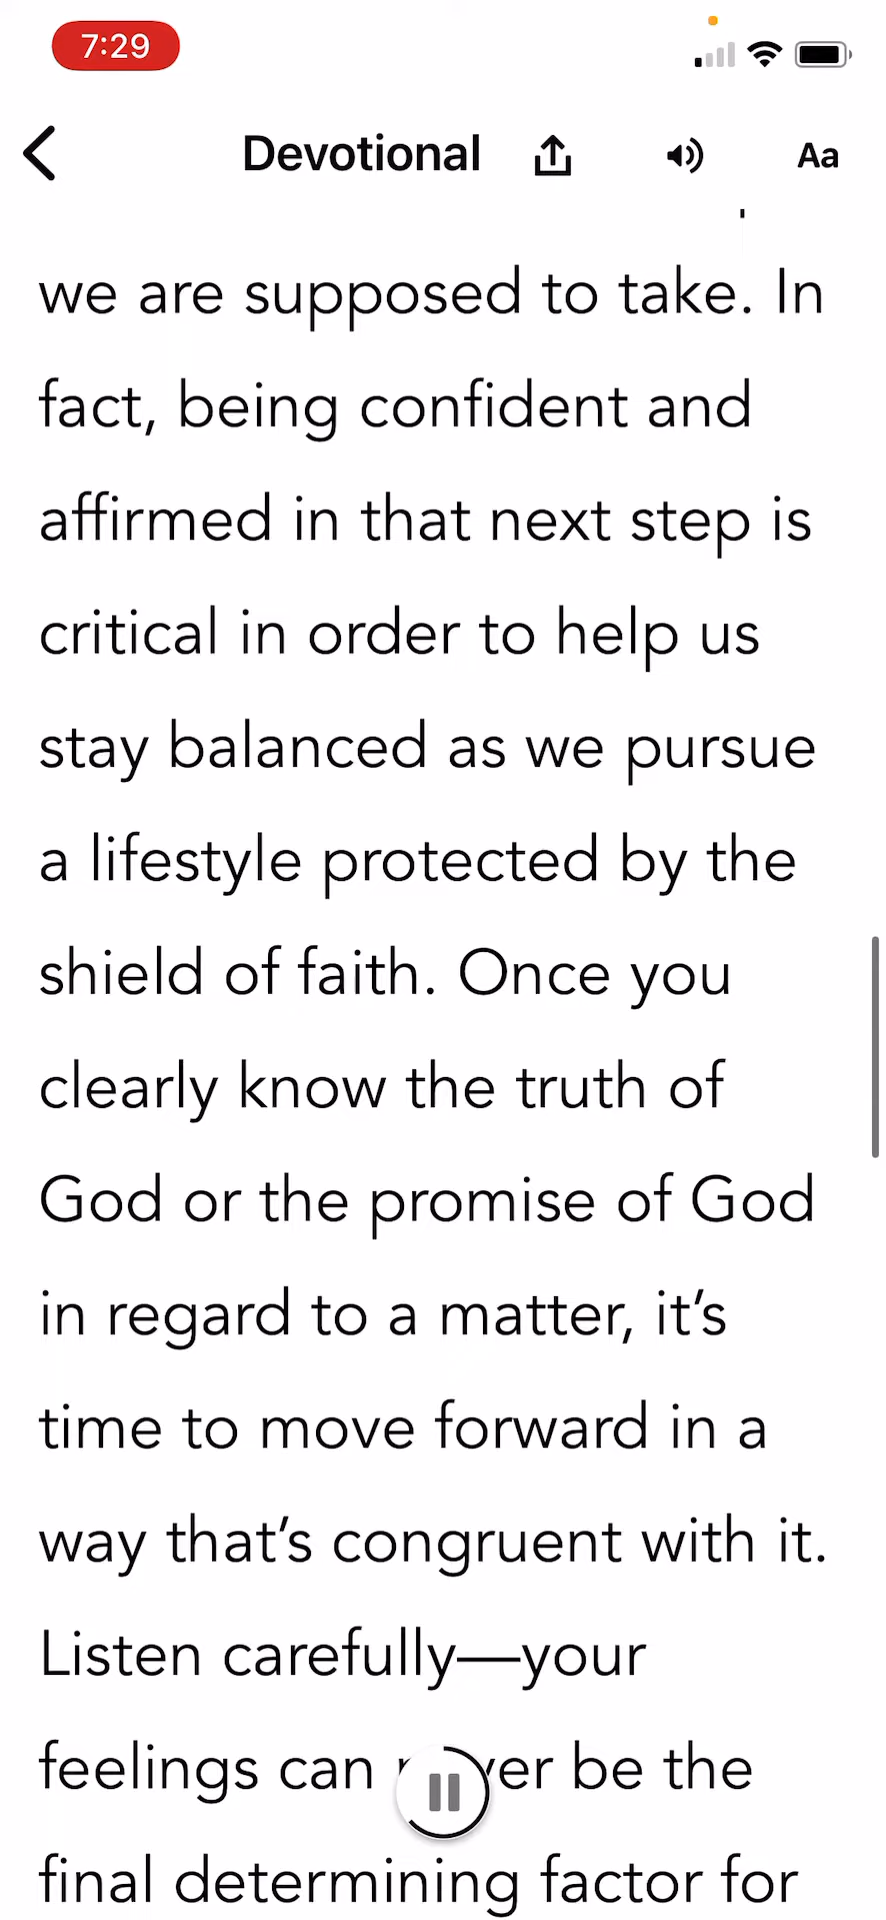 7:29
Devotional
Aa
we are supposed to take. In
fact, being confident and
affirmed in that next step is
critical in order to help us
stay balanced as we pursue
a lifestyle protected by the
shield of faith. Once you
clearly know the truth of
God or the promise of God
in regard to a matter, it’s
time to move forward in a
way that’s congruent with it.
Listen carefully—your
feelings can be the
final determining factor for